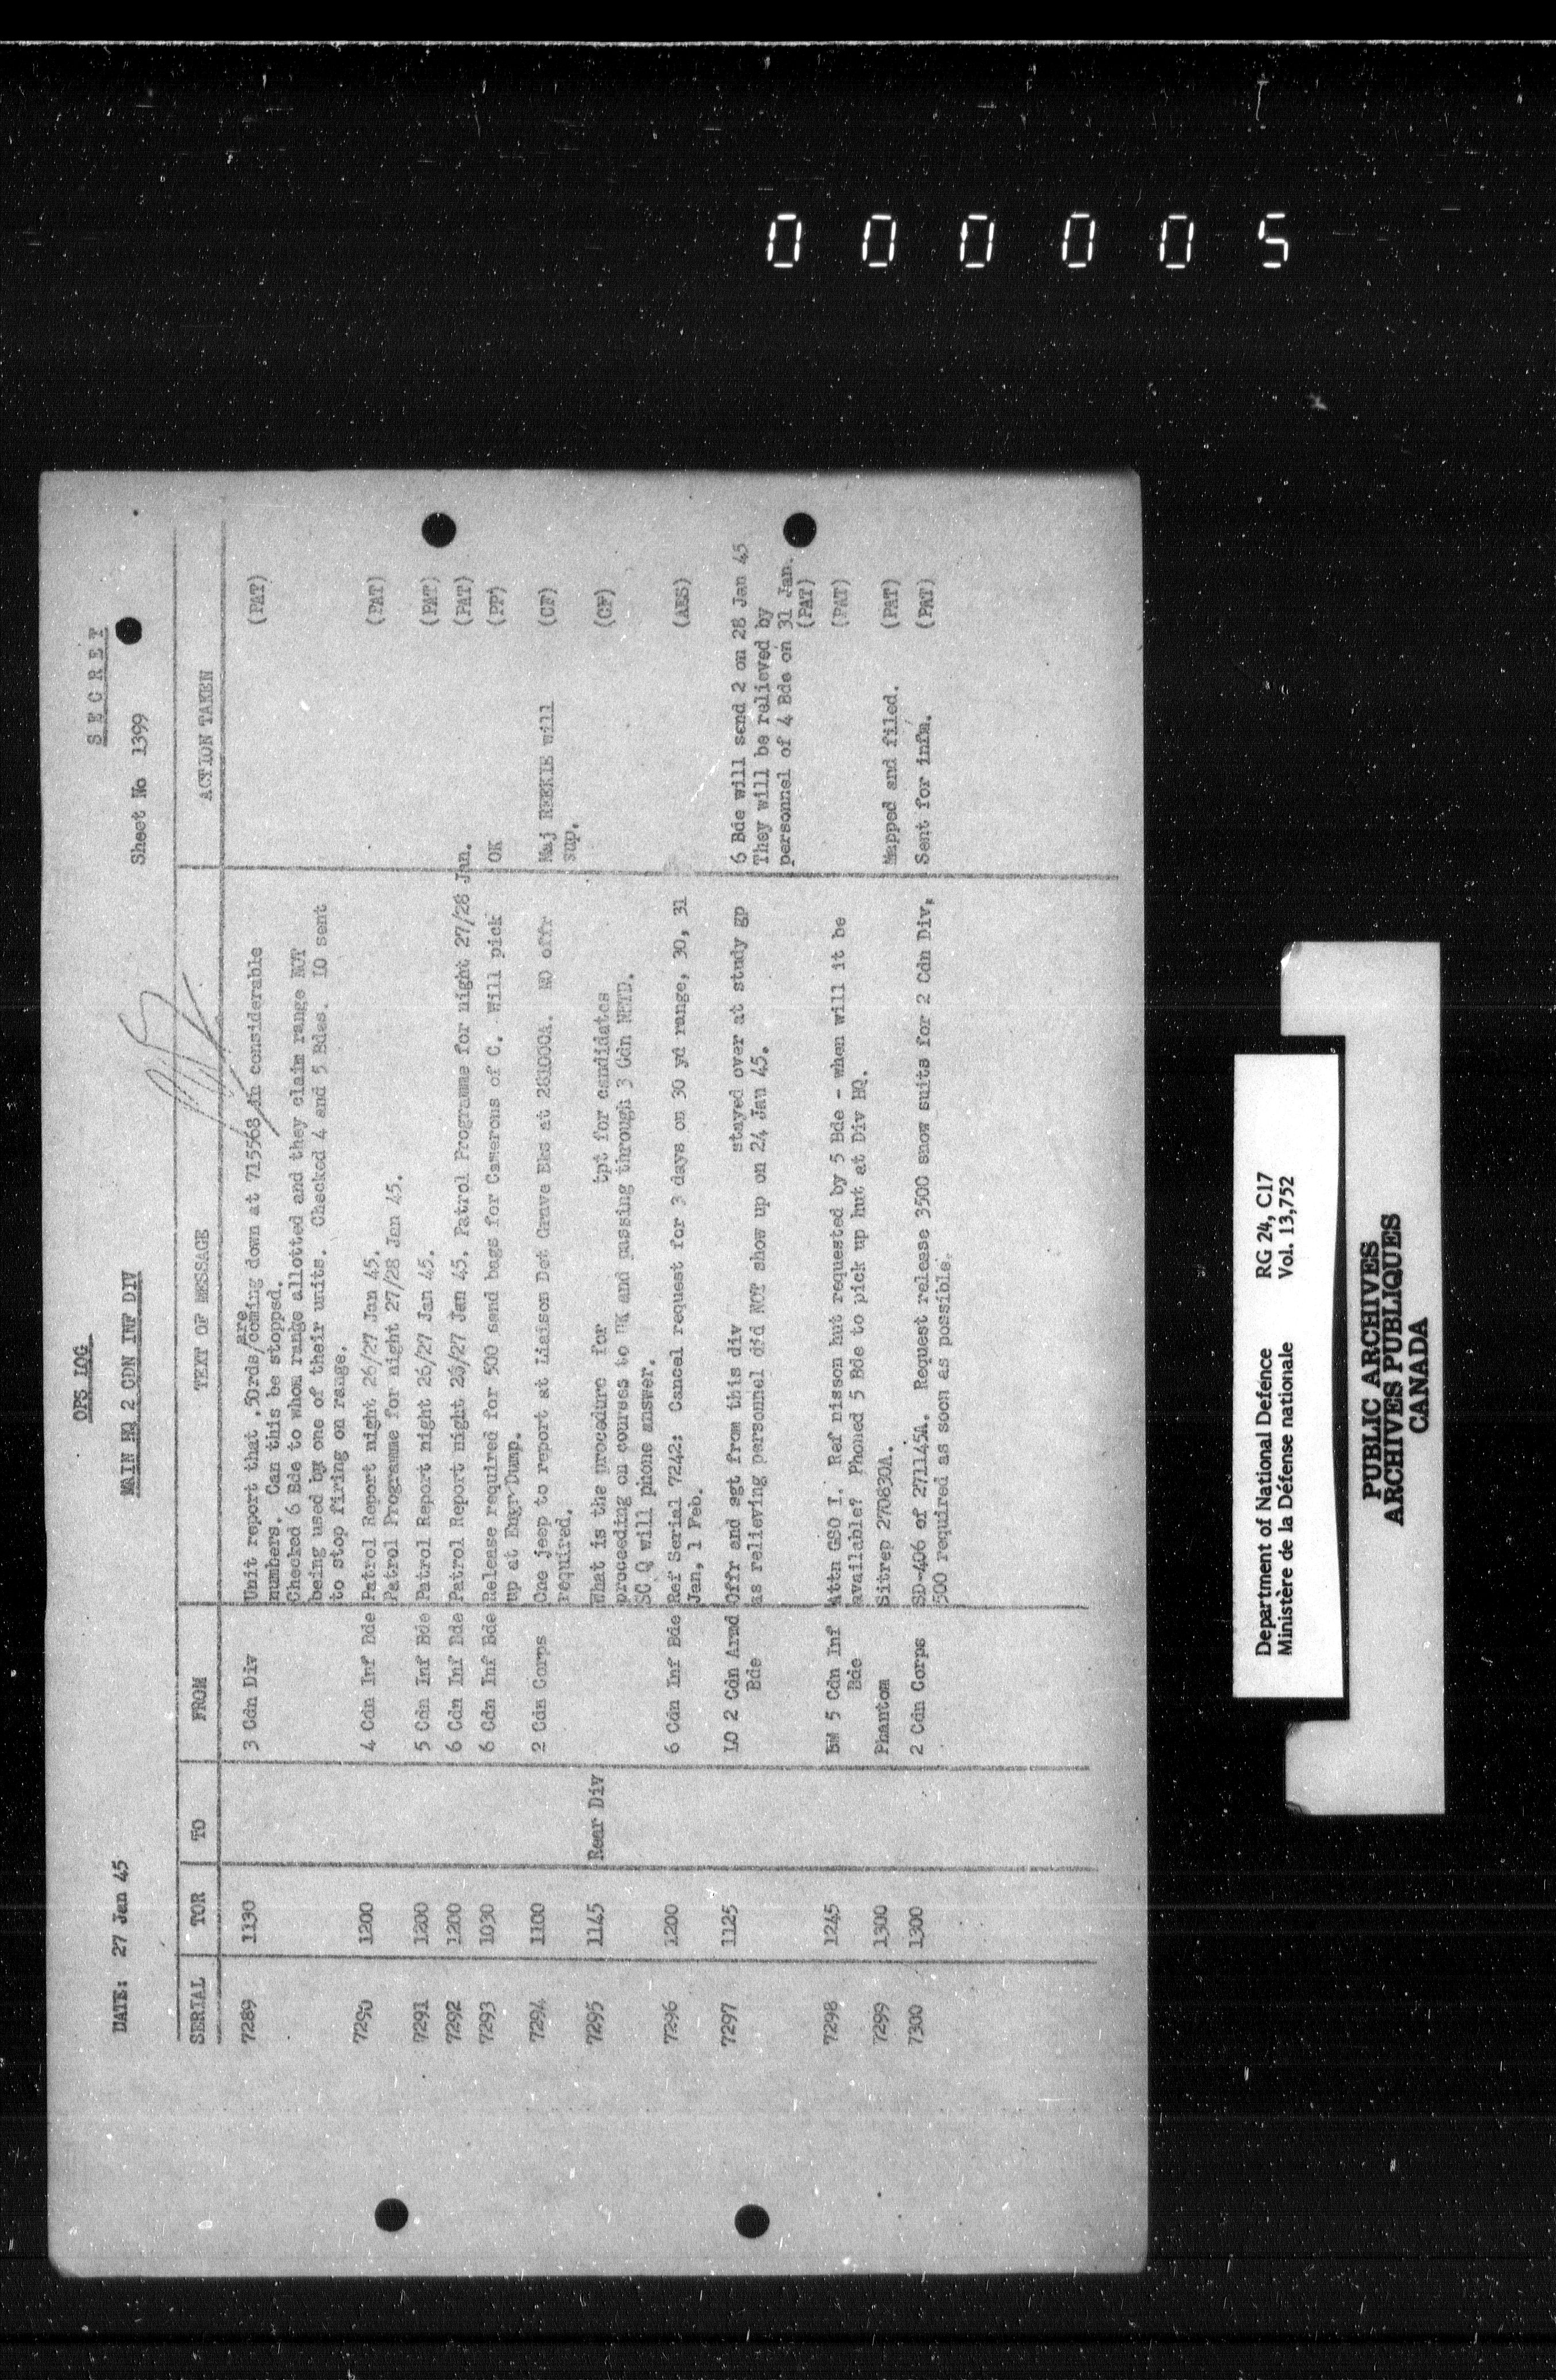 000005
OPS LOG
SECRET
DATE: 27 Jan 45 MAIN HQ 2 CDN INF DIV Sheet No 1399
SERIAL TOR TO FROM TEXT OF MESSAGE ACTION TAKEN
7289 1130 3 Cdn Div Unit report that .50rds/are coming down at 715568 in considerable (PAT)
numbers. Can this be stopped.
Checked 6 Bde to whom range allotted and they claim range NOT
being used by one of their units. Checked 4 and 5 Bdes. LO sent
to stop firing on range.
7290 1200 4 Cdn Inf Bde Patrol Report night 26/27 Jan 45. (PAT)
Patrol Programme for night 27/28 Jan 45.
7291 1200 5 Cdn Inf Bde Patrol Report night 26/27 Jan 45. (PAT)
7292 1200 6 Cdn Inf Bde Patrol Report night 26/27 Jan 45. Patrol Programme for night 27/28 Jan. (PAT)
7293 1030 6 Cdn Inf Bde Release required for 500 sand bags for Camerons of C. Will pick OK (PP)
up at Engr Dump.
7294 1100 2 Cdn Corps One jeep to report at Liaison Det Grave Bks at 281000A. NO offr Maj REEKIE will (CF)
required. sup.
7295 1145 Rear Div What is the procedure for tpt for candidates (CF)
proceeding on courses to UK and passing through 3 Cdn NETD.
SC Q will phone answer.
7296 1200 6 Cdn Inf Bde Ref Serial 7242: Cancel request for 3 days on 30 yd range, 30, 31 (AES)
Jan, 1 Feb.
7297 1125 LO 2 Cdn Armd Offr and sgt from this div stayed over at study gp 6 Bde will send 2 on 28 Jan 45
Bde as relieving personnel did NOT show up on 24 Jan 45. They will be relieved by
personnel of 4 Bde on 31 Jan.
(PAT)
7298 1245 BM 5 Cdn Inf Attn GSO I. Ref nisson hut requested by 5 Bde - when will it be (PAT)
Bde available? Phoned 5 Bde to pick up hut at Div HQ.
7299 1300 Phantom Sitrep 270830A. Mapped and filed. (PAT)
7300 1300 2 Cdn Corps SD-406 of 271145A. Request release 3500 snow suits for 2 Cdn Div, Sent for infm. (PAT)
500 required as soon as possible.
Department of National Defence RG 24, C17
Ministère de la Défense nationale Vol. 13,752
PUBLIC ARCHIVES
ARCHIVES PUBLIQUES
CANADA